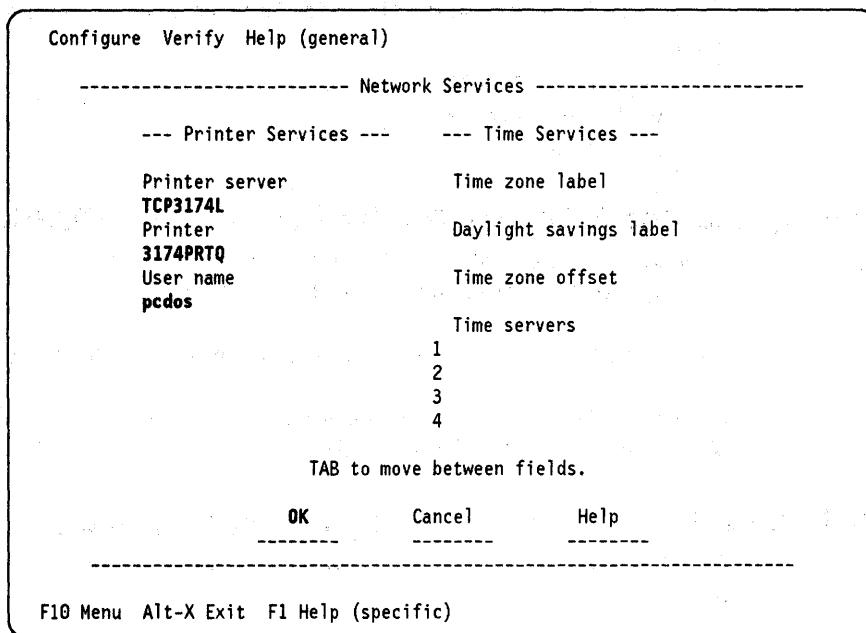 Configure Verify Help (general)
-------------------------- Network Services --------------------------
--- Printer Services --- --- Time Services ---
Printer server Time zone label
TCP3174L
Printer Daylight savings label
3174PRTQ
User name Time zone offset
pcdos
Time servers
1
2
3
4
TAB to move between fields.
OK Cancel Help
-------- -------- --------
--------------------------------------------------------------------
F10 Menu Alt-X Exit F1 Help (specific)